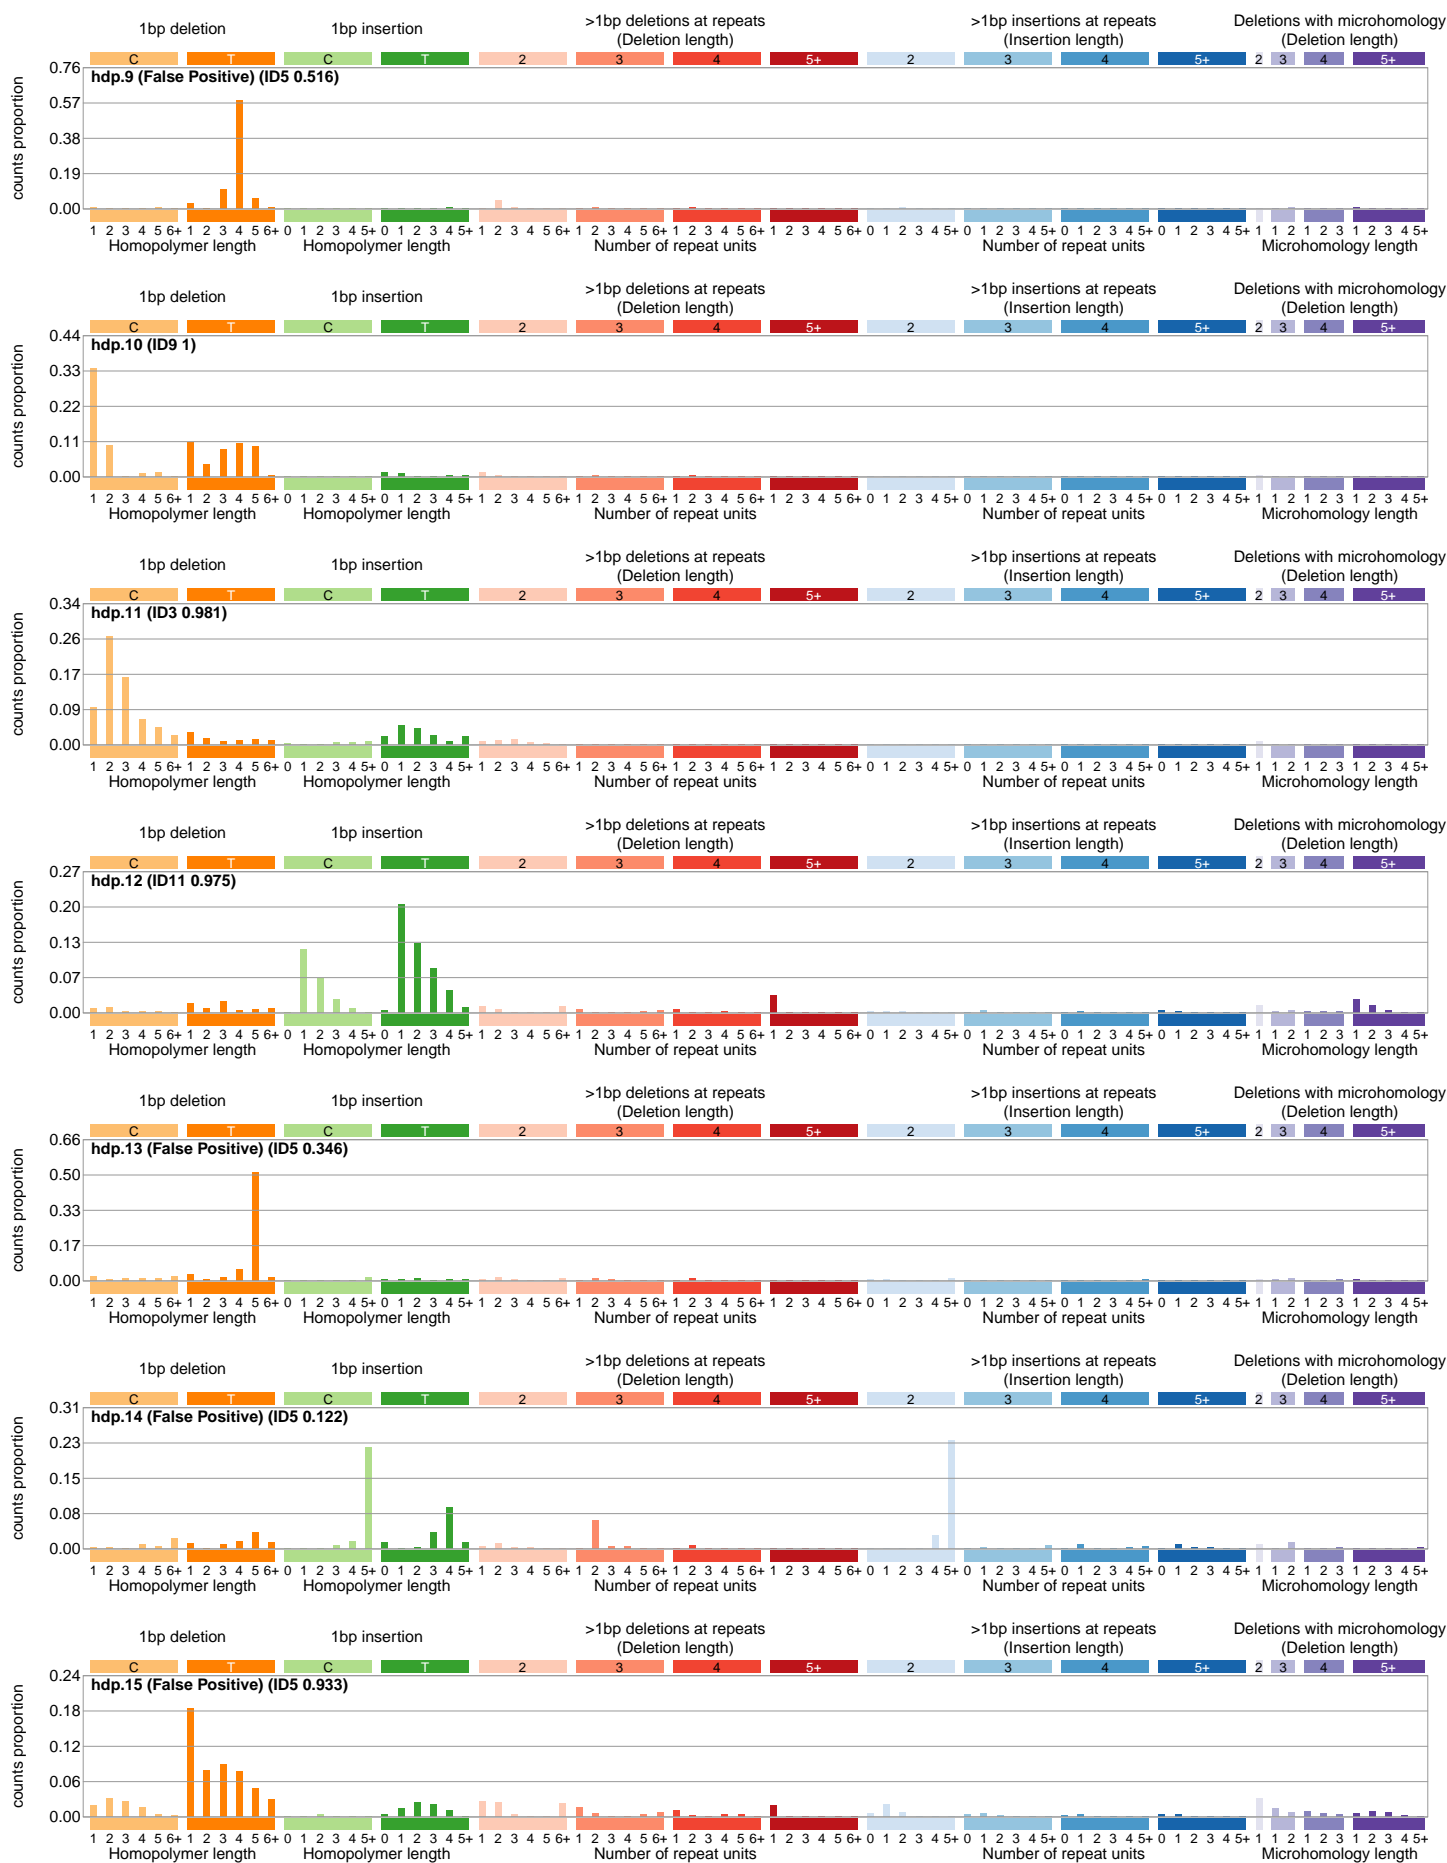 1bp deletion 1bp insertion >1bp deletions at repeats >1bp insertions at repeats Deletions with microhomology
(Deletion length) (Insertion length) (Deletion length)
C T C T 2 3 4 5+ 2 3 4 5+ 2 3 4 5+
0.76
hdp.9 (False Positive) (ID5 0.516)
0.57
0.38
0.19
0.00
counts proportion
1 2 3 4 5 6+ 1 2 3 4 5 6+ 0 1 2 3 4 5+ 0 1 2 3 4 5+ 1 2 3 4 5 6+ 1 2 3 4 5 6+ 1 2 3 4 5 6+ 1 2 3 4 5 6+ 0 1 2 3 4 5+ 0 1 2 3 4 5+ 0 1 2 3 4 5+ 0 1 2 3 4 5+ 1 1 2 1 2 3 1 2 3 4 5+
Homopolymer length Homopolymer length Number of repeat units Number of repeat units Microhomology length
1bp deletion 1bp insertion >1bp deletions at repeats >1bp insertions at repeats Deletions with microhomology
(Deletion length) (Insertion length) (Deletion length)
C T C T 2 3 4 5+ 2 3 4 5+ 2 3 4 5+
0.44
hdp.10 (ID9 1)
0.33
0.22
0.11
0.00
counts proportion
1 2 3 4 5 6+ 1 2 3 4 5 6+ 0 1 2 3 4 5+ 0 1 2 3 4 5+ 1 2 3 4 5 6+ 1 2 3 4 5 6+ 1 2 3 4 5 6+ 1 2 3 4 5 6+ 0 1 2 3 4 5+ 0 1 2 3 4 5+ 0 1 2 3 4 5+ 0 1 2 3 4 5+ 1 1 2 1 2 3 1 2 3 4 5+
Homopolymer length Homopolymer length Number of repeat units Number of repeat units Microhomology length
1bp deletion 1bp insertion >1bp deletions at repeats >1bp insertions at repeats Deletions with microhomology
(Deletion length) (Insertion length) (Deletion length)
C T C T 2 3 4 5+ 2 3 4 5+ 2 3 4 5+
0.34
hdp.11 (ID3 0.981)
0.26
0.17
0.09
0.00
counts proportion
1 2 3 4 5 6+ 1 2 3 4 5 6+ 0 1 2 3 4 5+ 0 1 2 3 4 5+ 1 2 3 4 5 6+ 1 2 3 4 5 6+ 1 2 3 4 5 6+ 1 2 3 4 5 6+ 0 1 2 3 4 5+ 0 1 2 3 4 5+ 0 1 2 3 4 5+ 0 1 2 3 4 5+ 1 1 2 1 2 3 1 2 3 4 5+
Homopolymer length Homopolymer length Number of repeat units Number of repeat units Microhomology length
1bp deletion 1bp insertion >1bp deletions at repeats >1bp insertions at repeats Deletions with microhomology
(Deletion length) (Insertion length) (Deletion length)
C T C T 2 3 4 5+ 2 3 4 5+ 2 3 4 5+
0.27
hdp.12 (ID11 0.975)
0.20
0.13
0.07
0.00
counts proportion
1 2 3 4 5 6+ 1 2 3 4 5 6+ 0 1 2 3 4 5+ 0 1 2 3 4 5+ 1 2 3 4 5 6+ 1 2 3 4 5 6+ 1 2 3 4 5 6+ 1 2 3 4 5 6+ 0 1 2 3 4 5+ 0 1 2 3 4 5+ 0 1 2 3 4 5+ 0 1 2 3 4 5+ 1 1 2 1 2 3 1 2 3 4 5+
Homopolymer length Homopolymer length Number of repeat units Number of repeat units Microhomology length
1bp deletion 1bp insertion >1bp deletions at repeats >1bp insertions at repeats Deletions with microhomology
(Deletion length) (Insertion length) (Deletion length)
C T C T 2 3 4 5+ 2 3 4 5+ 2 3 4 5+
0.66
hdp.13 (False Positive) (ID5 0.346)
0.50
0.33
0.17
0.00
counts proportion
1 2 3 4 5 6+ 1 2 3 4 5 6+ 0 1 2 3 4 5+ 0 1 2 3 4 5+ 1 2 3 4 5 6+ 1 2 3 4 5 6+ 1 2 3 4 5 6+ 1 2 3 4 5 6+ 0 1 2 3 4 5+ 0 1 2 3 4 5+ 0 1 2 3 4 5+ 0 1 2 3 4 5+ 1 1 2 1 2 3 1 2 3 4 5+
Homopolymer length Homopolymer length Number of repeat units Number of repeat units Microhomology length
1bp deletion 1bp insertion >1bp deletions at repeats >1bp insertions at repeats Deletions with microhomology
(Deletion length) (Insertion length) (Deletion length)
C T C T 2 3 4 5+ 2 3 4 5+ 2 3 4 5+
0.31
hdp.14 (False Positive) (ID5 0.122)
0.23
0.15
0.08
0.00
counts proportion
1 2 3 4 5 6+ 1 2 3 4 5 6+ 0 1 2 3 4 5+ 0 1 2 3 4 5+ 1 2 3 4 5 6+ 1 2 3 4 5 6+ 1 2 3 4 5 6+ 1 2 3 4 5 6+ 0 1 2 3 4 5+ 0 1 2 3 4 5+ 0 1 2 3 4 5+ 0 1 2 3 4 5+ 1 1 2 1 2 3 1 2 3 4 5+
Homopolymer length Homopolymer length Number of repeat units Number of repeat units Microhomology length
1bp deletion 1bp insertion >1bp deletions at repeats >1bp insertions at repeats Deletions with microhomology
(Deletion length) (Insertion length) (Deletion length)
C T C T 2 3 4 5+ 2 3 4 5+ 2 3 4 5+
0.24
hdp.15 (False Positive) (ID5 0.933)
0.18
0.12
0.06
0.00
counts proportion
1 2 3 4 5 6+ 1 2 3 4 5 6+ 0 1 2 3 4 5+ 0 1 2 3 4 5+ 1 2 3 4 5 6+ 1 2 3 4 5 6+ 1 2 3 4 5 6+ 1 2 3 4 5 6+ 0 1 2 3 4 5+ 0 1 2 3 4 5+ 0 1 2 3 4 5+ 0 1 2 3 4 5+ 1 1 2 1 2 3 1 2 3 4 5+
Homopolymer length Homopolymer length Number of repeat units Number of repeat units Microhomology length